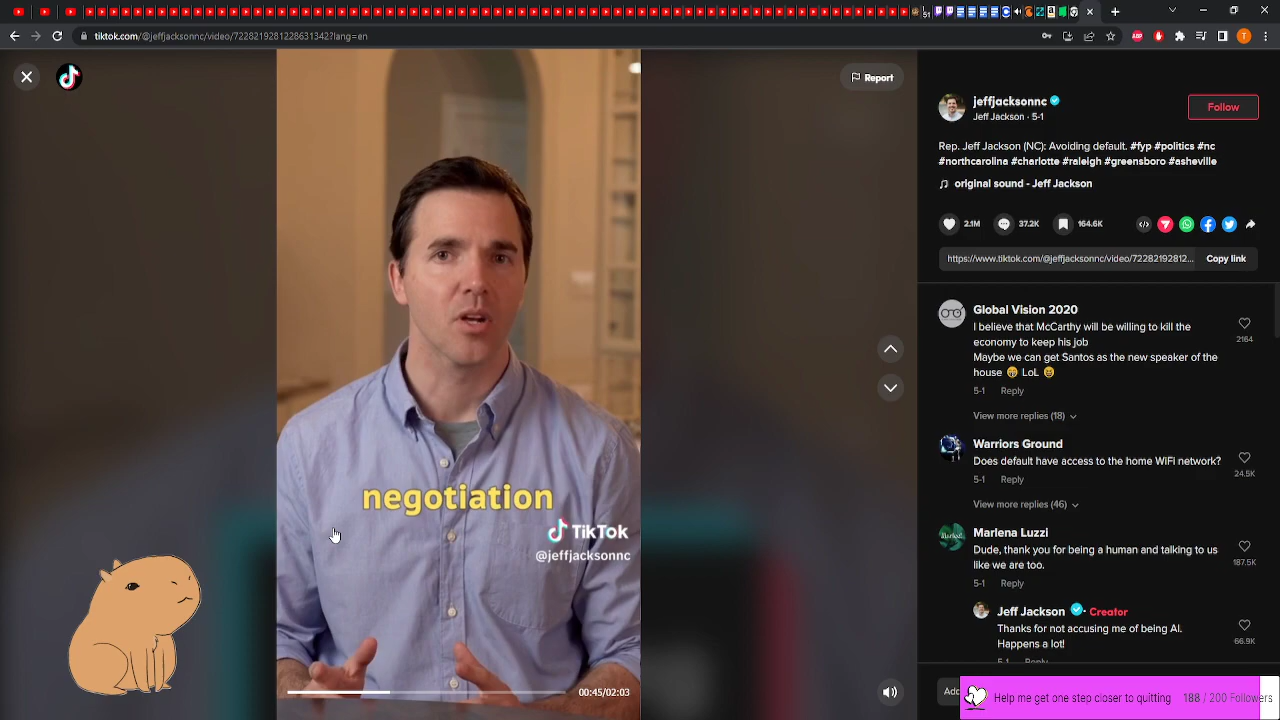 tiktok.com/@jeffjacksonnc/video/7228219281228631342?lang=en
Report
jeffjacksonnc
Jeff Jackson · 5-1
Follow
Rep. Jeff Jackson (NC): Avoiding default. #fyp #politics #nc
#northcarolina #charlotte #raleigh #greensboro #asheville
original sound - Jeff Jackson
2.1M
37.2K
164.6K
https://www.tiktok.com/@jeffjacksonnc/video/72282192812...
Copy link
Global Vision 2020
I believe that McCarthy will be willing to kill the
economy to keep his job
Maybe we can get Santos as the new speaker of the
house 😁 LoL 😆
2164
5-1 Reply
View more replies (18)
Warriors Ground
Does default have access to the home WIFI network?
24.5K
5-1 Reply
View more replies (46)
Marlena Luzzi
Dude, thank you for being a human and talking to us
like we are too.
187.5K
5-1 Reply
Jeff Jackson · Creator
Thanks for not accusing me of being AI.
Happens a lot!
66.9K
5-1 Reply
negotiation
TikTok
@jeffjacksonnc
00:45/02:03
Help me get one step closer to quitting 188 / 200 Followers